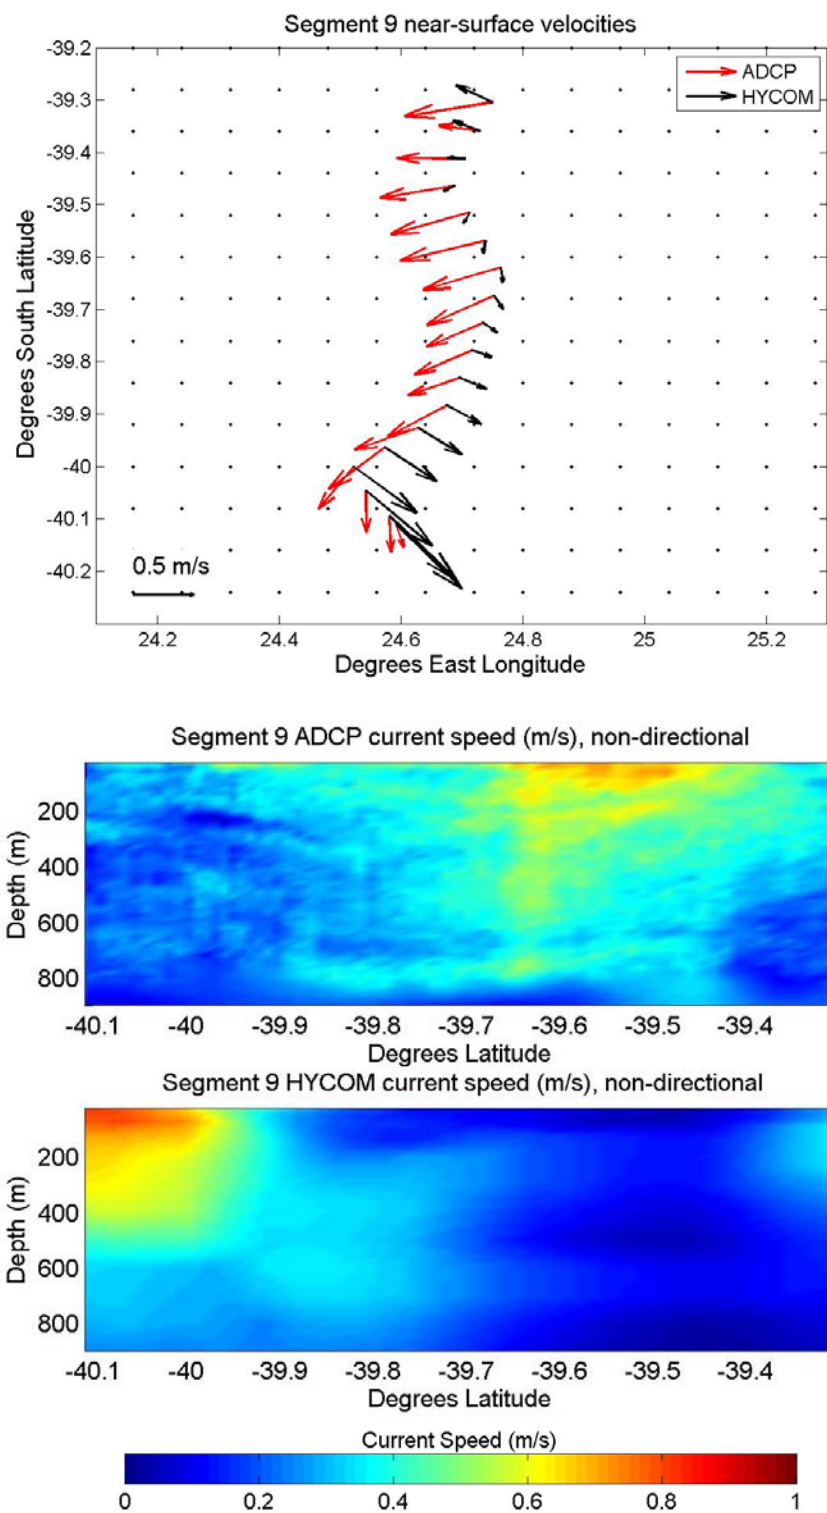 Segment 9 near-surface velocities
ADCP
HYCOM
-39.2
-39.3
-39.4
-39.5
-39.6
-39.7
-39.8
-39.9
-40
-40.1
-40.2
Degrees South Latitude
0.5 m/s
24.2 24.4 24.6 24.8 25 25.2
Degrees East Longitude
Segment 9 ADCP current speed (m/s), non-directional
200
400
600
800
Depth (m)
-40.1 -40 -39.9 -39.8 -39.7 -39.6 -39.5 -39.4
Degrees Latitude
Segment 9 HYCOM current speed (m/s), non-directional
200
400
600
800
Depth (m)
-40.1 -40 -39.9 -39.8 -39.7 -39.6 -39.5 -39.4
Degrees Latitude
Current Speed (m/s)
0 0.2 0.4 0.6 0.8 1